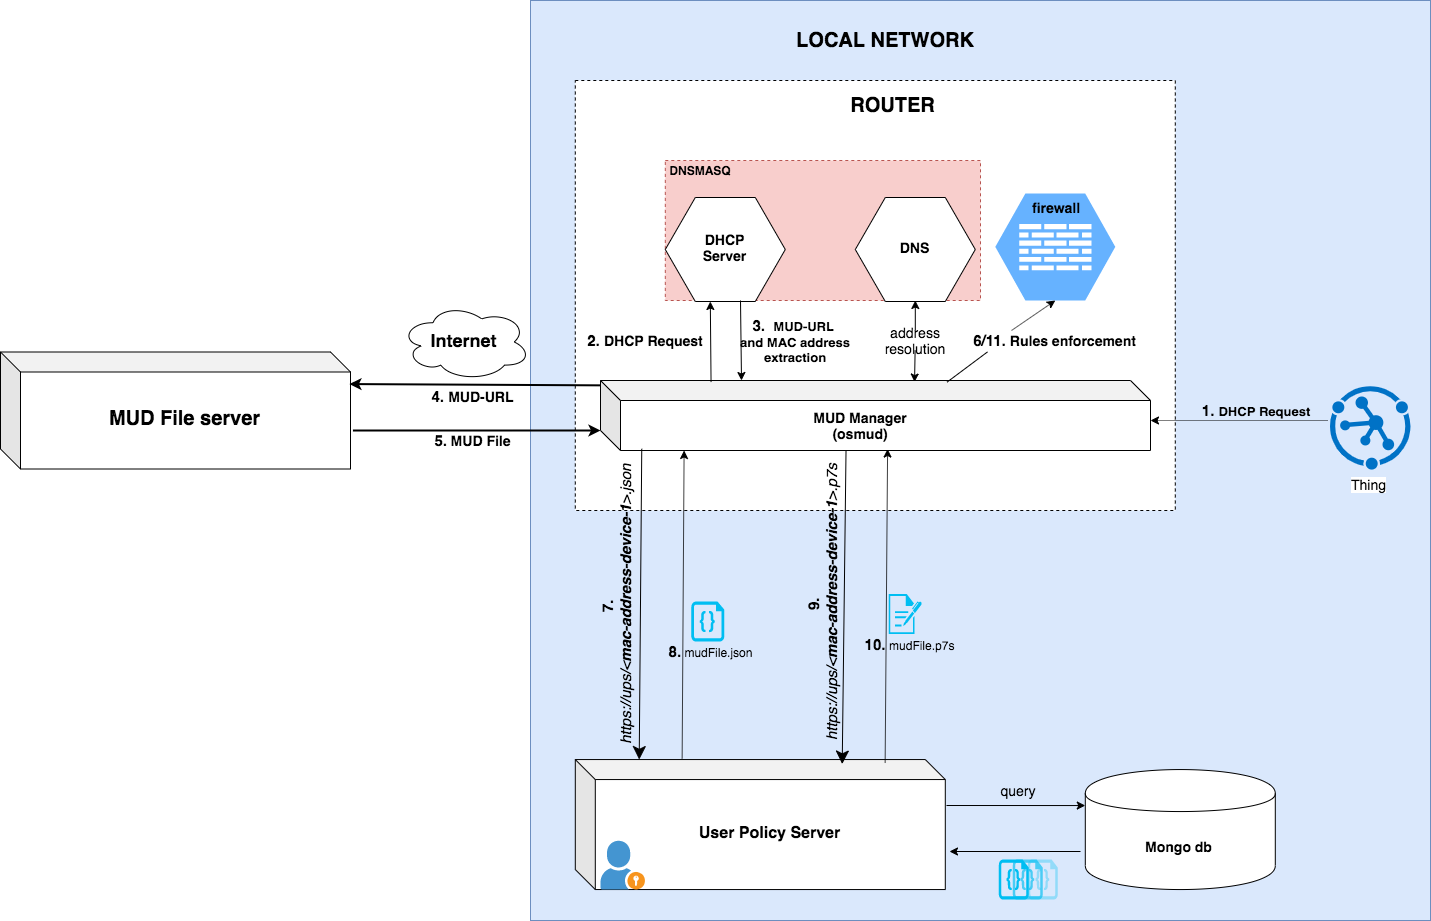 LOCAL NETWORK
ROUTER
DNSMASQ
DHCP
Server
DNS
firewall
2. DHCP Request
3. MUD-URL
and MAC address
extraction
address
resolution
6/11. Rules enforcement
Internet
4. MUD-URL
5. MUD File
MUD File server
MUD Manager
(osmud)
1. DHCP Request
Thing
7.
https://ups/<mac-address-device-1>.json
8. mudFile.json
9.
https://ups/<mac-address-device-1>.p7s
10. mudFile.p7s
User Policy Server
query
Mongo db